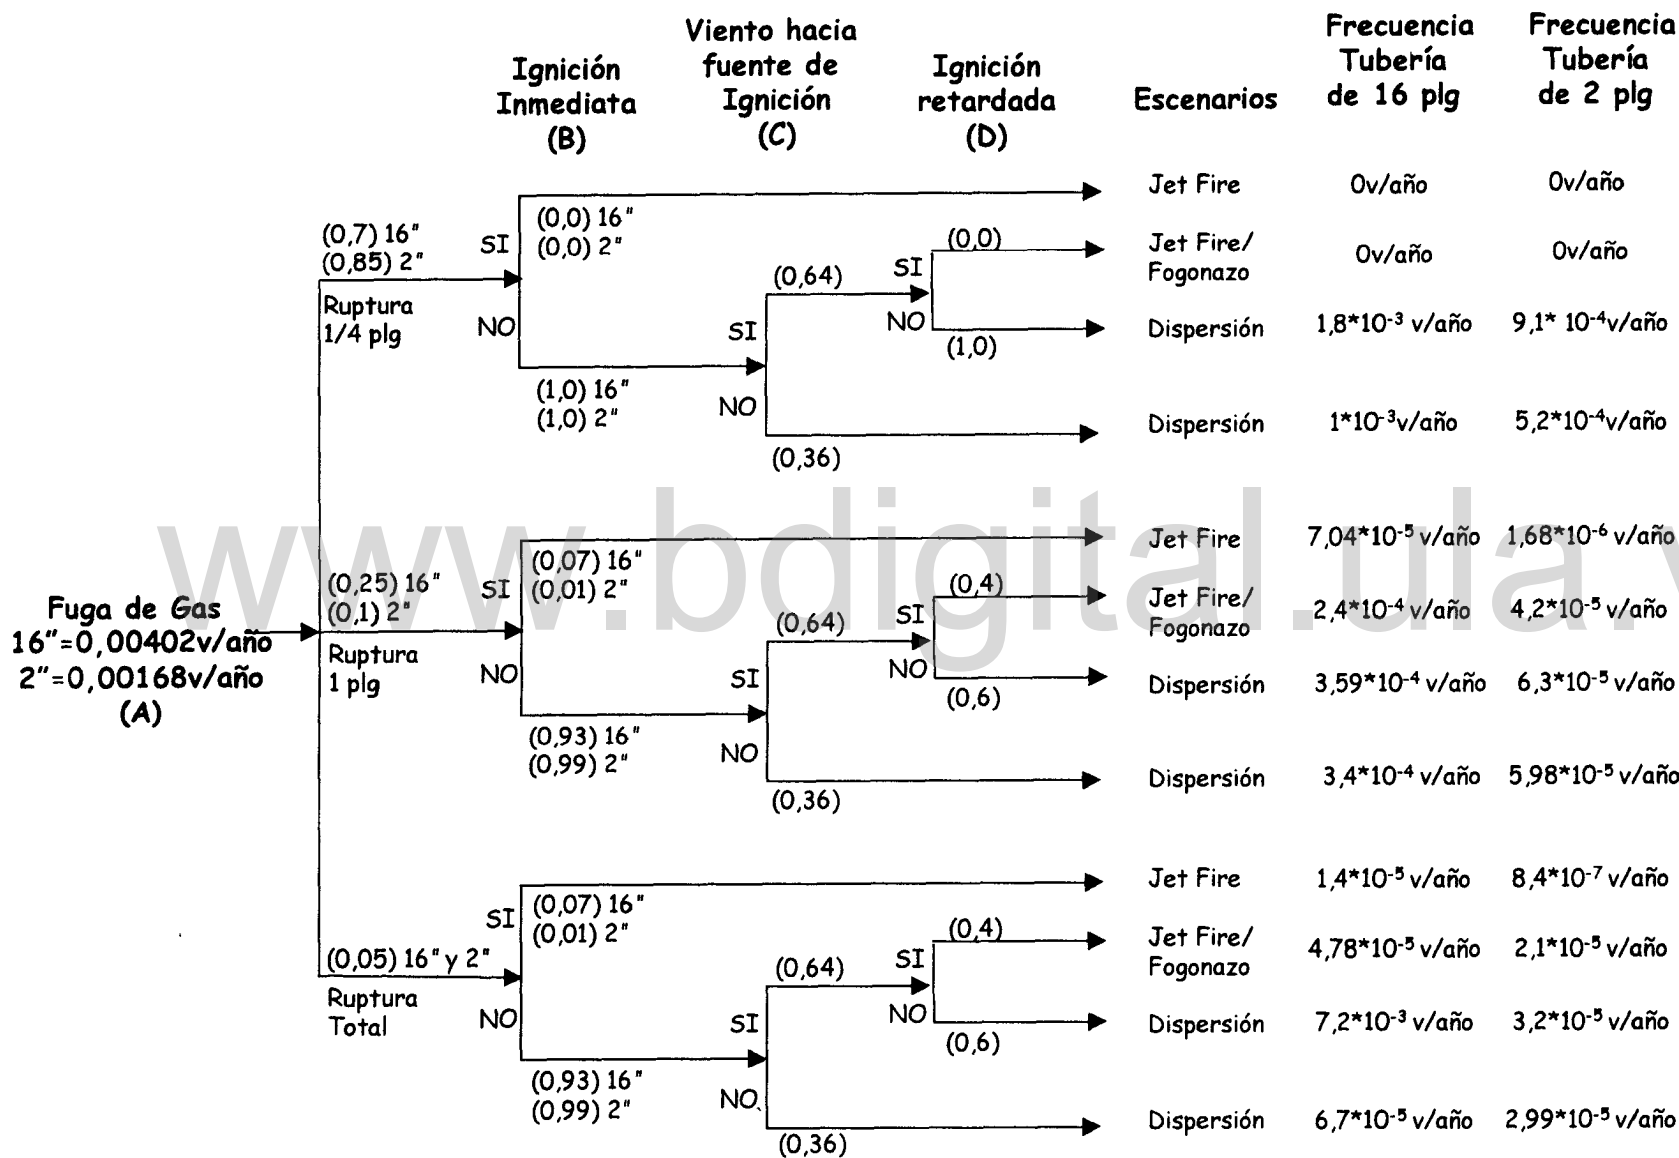 Ignición
Inmediata
(B)
Viento hacia
fuente de
Ignición
(C)
Ignición
retardada
(D)
Escenarios
Frecuencia
Tubería
de 16 plg
Frecuencia
Tubería
de 2 plg
Fuga de Gas
16"=0,00402v/año
2"=0,00168v/año
(A)
(0,7) 16"
(0,85) 2"
Ruptura
1/4 plg
SI
NO
(0,0) 16"
(0,0) 2"
(1,0) 16"
(1,0) 2"
SI
NO
(0,64)
(0,36)
SI
NO
(0,0)
(1,0)
Jet Fire 0v/año 0v/año
Jet Fire/
Fogonazo 0v/año 0v/año
Dispersión 1,8*10-3 v/año 9,1* 10-4v/año
Dispersión 1*10-3v/año 5,2*10-4v/año
www.bdigital.ula.v
(0,25) 16"
(0,1) 2"
Ruptura
1 plg
SI
NO
(0,07) 16"
(0,01) 2"
(0,93) 16"
(0,99) 2"
SI
NO
(0,64)
(0,36)
SI
NO
(0,4)
(0,6)
Jet Fire 7,04*10-5 v/año 1,68*10-6 v/año
Jet Fire/
Fogonazo 2,4*10-4 v/año 4,2*10-5 v/año
Dispersión 3,59*10-4 v/año 6,3*10-5 v/año
Dispersión 3,4*10-4 v/año 5,98*10-5 v/año
(0,05) 16" y 2"
Ruptura
Total
SI
NO
(0,07) 16"
(0,01) 2"
(0,93) 16"
(0,99) 2"
SI
NO.
(0,64)
(0,36)
SI
NO
(0,4)
(0,6)
Jet Fire 1,4*10-5 v/año 8,4*10-7 v/año
Jet Fire/
Fogonazo 4,78*10-5 v/año 2,1*10-5 v/año
Dispersión 7,2*10-3 v/año 3,2*10-5 v/año
Dispersión 6,7*10-5 v/año 2,99*10-5 v/año